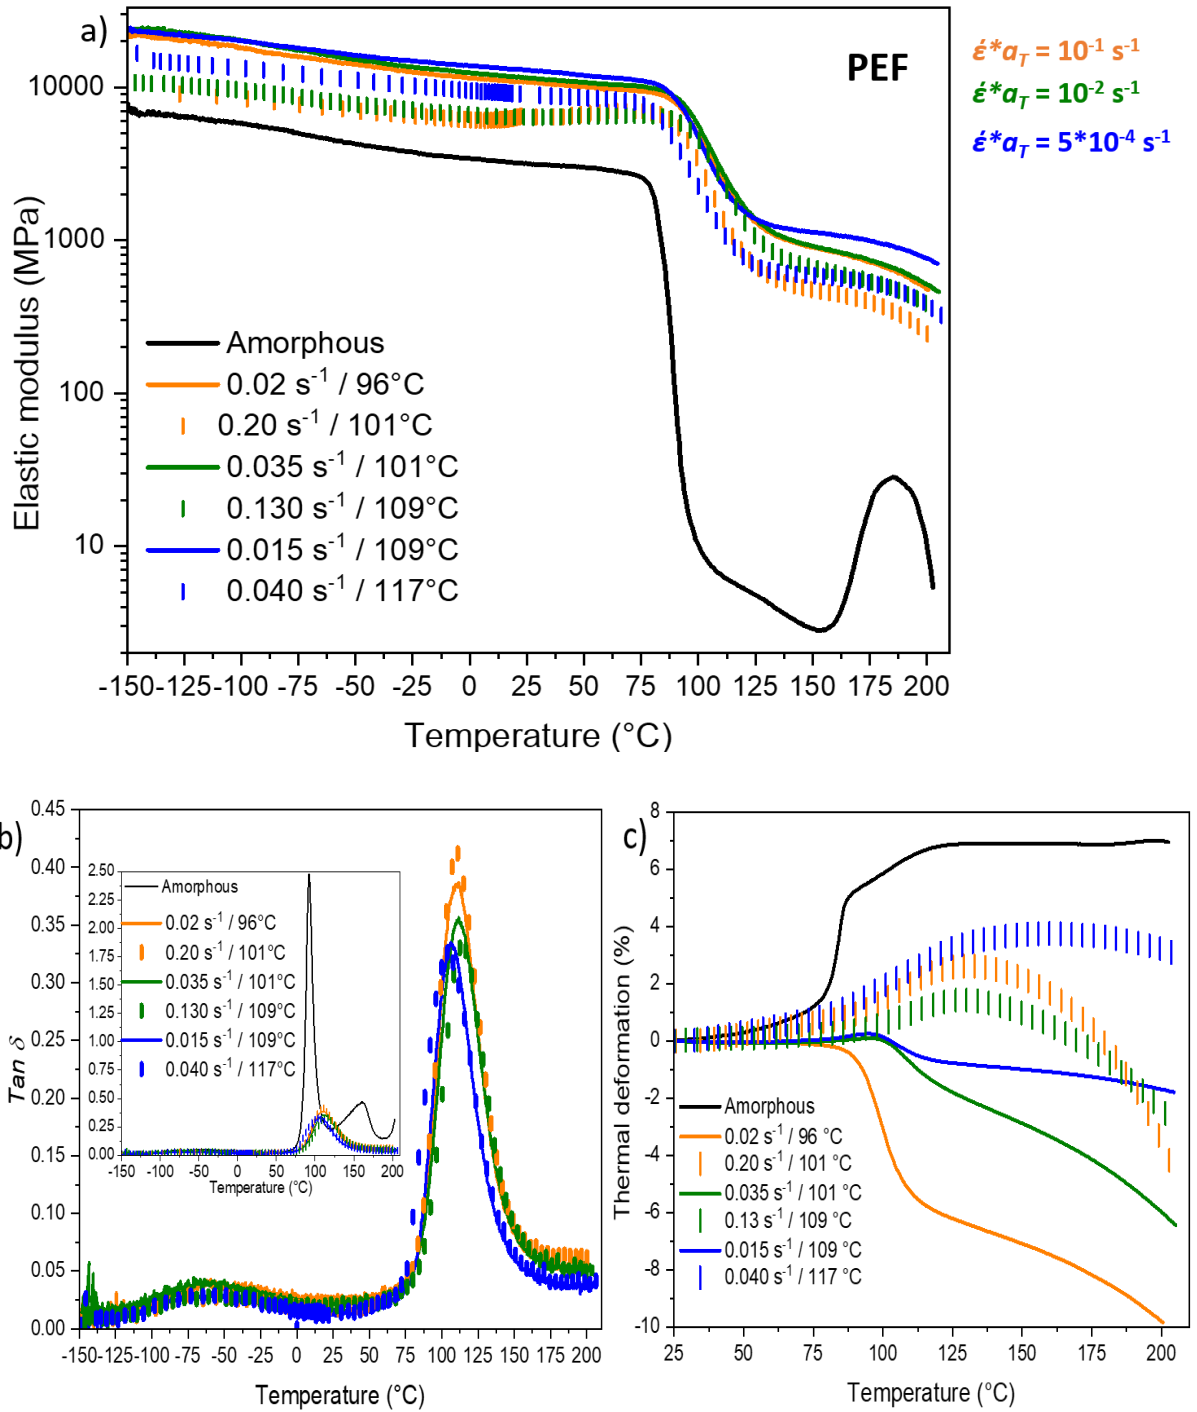 a)
PEF
έ*a_T = 10⁻¹ s⁻¹
έ*a_T = 10⁻² s⁻¹
έ*a_T = 5*10⁻⁴ s⁻¹
10000
1000
100
10
Elastic modulus (MPa)
Amorphous
0.02 s⁻¹ / 96°C
0.20 s⁻¹ / 101°C
0.035 s⁻¹ / 101°C
0.130 s⁻¹ / 109°C
0.015 s⁻¹ / 109°C
0.040 s⁻¹ / 117°C
-150 -125 -100 -75 -50 -25 0 25 50 75 100 125 150 175 200
Temperature (°C)
b)
0.45
0.40
0.35
0.30
0.25
0.20
0.15
0.10
0.05
0.00
Tan δ
2.50
2.25
2.00
1.75
1.50
1.25
1.00
0.75
0.50
0.25
0.00
Amorphous
0.02 s⁻¹ / 96°C
0.20 s⁻¹ / 101°C
0.035 s⁻¹ / 101°C
0.130 s⁻¹ / 109°C
0.015 s⁻¹ / 109°C
0.040 s⁻¹ / 117°C
-150 -100 -50 0 50 100 150 200
Temperature (°C)
-150 -125 -100 -75 -50 -25 0 25 50 75 100 125 150 175 200
Temperature (°C)
c)
8
6
4
2
0
-2
-4
-6
-8
-10
Thermal deformation (%)
Amorphous
0.02 s⁻¹ / 96 °C
0.20 s⁻¹ / 101 °C
0.035 s⁻¹ / 101 °C
0.13 s⁻¹ / 109 °C
0.015 s⁻¹ / 109 °C
0.040 s⁻¹ / 117 °C
25 50 75 100 125 150 175 200
Temperature (°C)